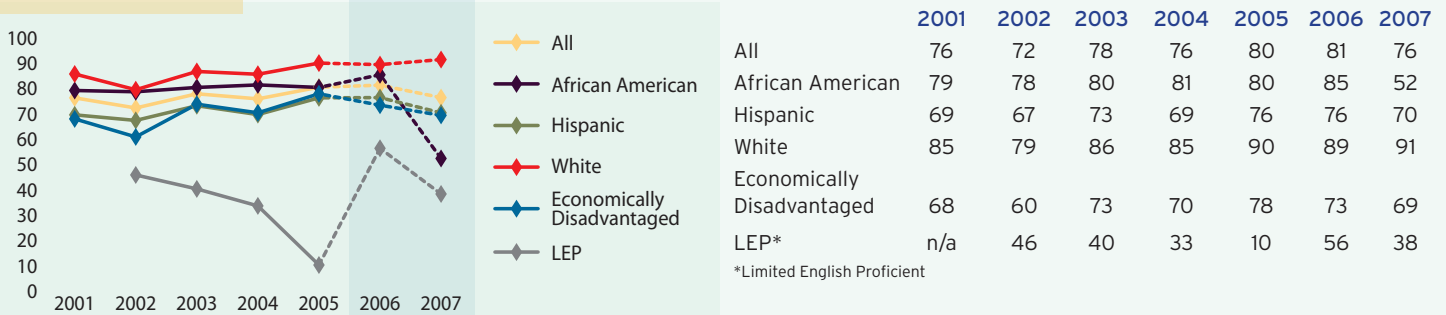 100
90
80
70
60
50
40
30
20
10
0
2001 2002 2003 2004 2005 2006 2007
All
African American
Hispanic
White
Economically
Disadvantaged
LEP
2001 2002 2003 2004 2005 2006 2007
All 76 72 78 76 80 81 76
African American 79 78 80 81 80 85 52
Hispanic 69 67 73 69 76 76 70
White 85 79 86 85 90 89 91
Economically
Disadvantaged 68 60 73 70 78 73 69
LEP* n/a 46 40 33 10 56 38
*Limited English Proficient